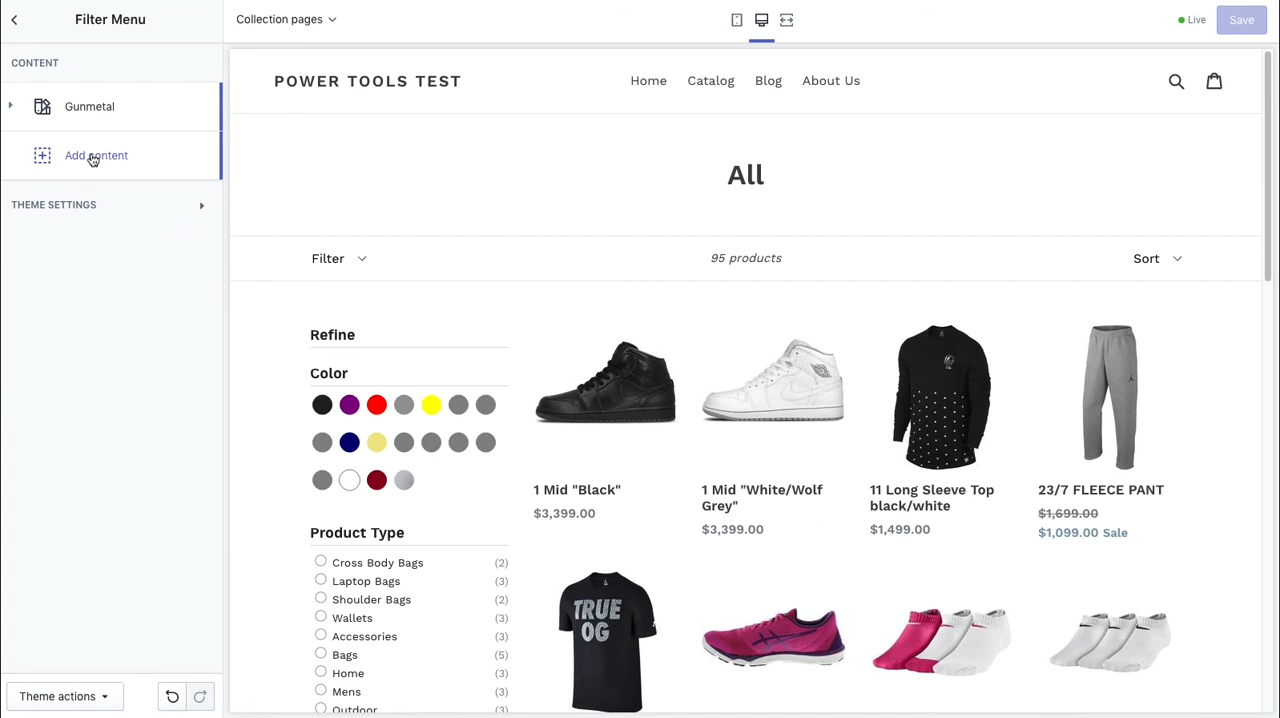 Filter Menu
Collection pages
Live
Save
CONTENT
Gunmetal
Add content
THEME SETTINGS
Theme actions
POWER TOOLS TEST
Home
Catalog
Blog
About Us
All
Filter
95 products
Sort
Refine
Color
Product Type
Cross Body Bags (2)
Laptop Bags (3)
Shoulder Bags (2)
Wallets (3)
Accessories (3)
Bags (5)
Home (3)
Mens (3)
Outdoor
1 Mid "Black"
$3,399.00
1 Mid "White/Wolf
Grey"
$3,399.00
11 Long Sleeve Top
black/white
$1,499.00
23/7 FLEECE PANT
$1,699.00
$1,099.00 Sale
TRUE
OG